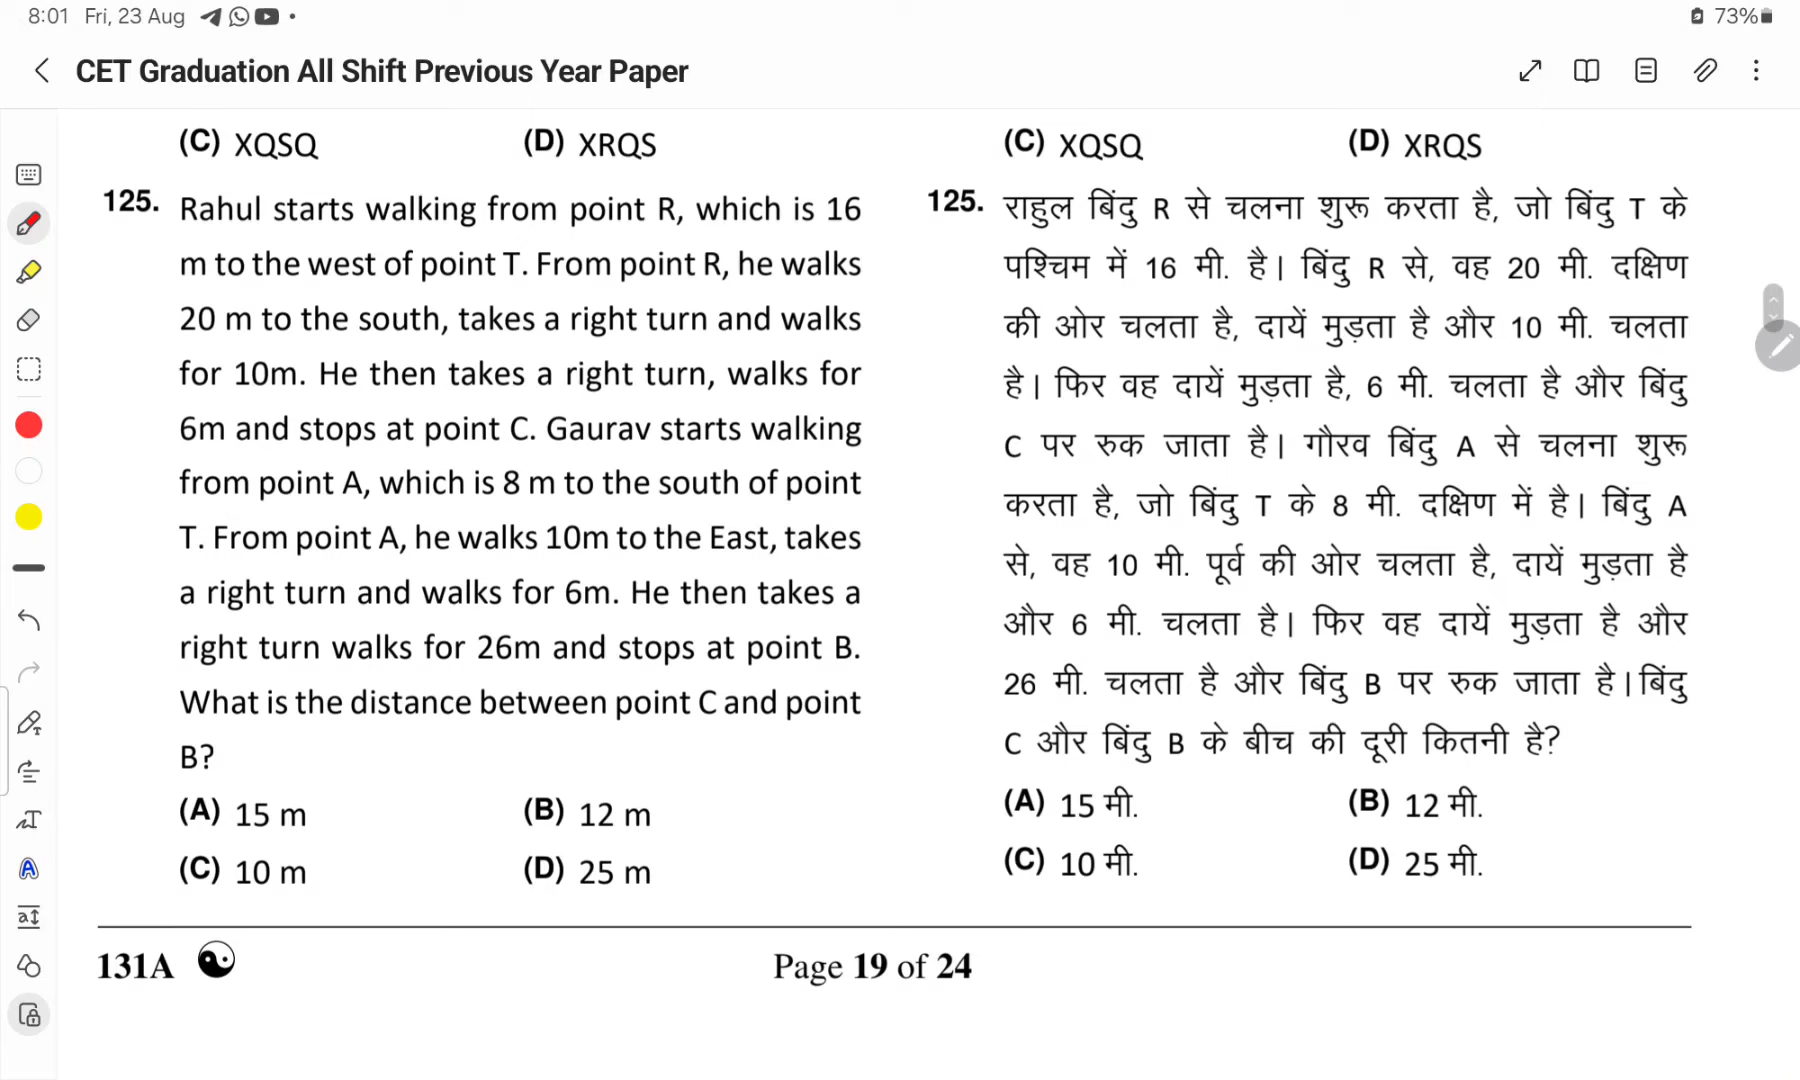 8:01 Fri, 23 Aug
73%
CET Graduation All Shift Previous Year Paper
(C) XQSQ (D) XRQS
125. Rahul starts walking from point R, which is 16
m to the west of point T. From point R, he walks
20 m to the south, takes a right turn and walks
for 10m. He then takes a right turn, walks for
6m and stops at point C. Gaurav starts walking
from point A, which is 8 m to the south of point
T. From point A, he walks 10m to the East, takes
a right turn and walks for 6m. He then takes a
right turn walks for 26m and stops at point B.
What is the distance between point C and point
B?
(A) 15 m (B) 12 m
(C) 10 m (D) 25 m
(C) XQSQ (D) XRQS
125. राहुल बिंदु R से चलना शुरू करता है, जो बिंदु T के
पश्चिम में 16 मी. है। बिंदु R से, वह 20 मी. दक्षिण
की ओर चलता है, दायें मुड़ता है और 10 मी. चलता
है। फिर वह दायें मुड़ता है, 6 मी. चलता है और बिंदु
C पर रुक जाता है। गौरव बिंदु A से चलना शुरू
करता है, जो बिंदु T के 8 मी. दक्षिण में है। बिंदु A
से, वह 10 मी. पूर्व की ओर चलता है, दायें मुड़ता है
और 6 मी. चलता है। फिर वह दायें मुड़ता है और
26 मी. चलता है और बिंदु B पर रुक जाता है।बिंदु
C और बिंदु B के बीच की दूरी कितनी है?
(A) 15 मी. (B) 12 मी.
(C) 10 मी. (D) 25 मी.
131A Page 19 of 24